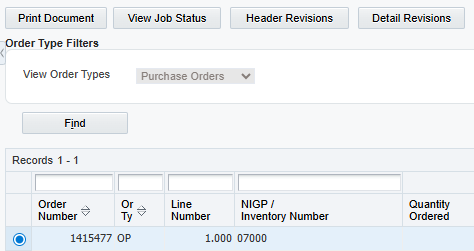 Print Document View Job Status Header Revisions Detail Revisions
Order Type Filters
View Order Types Purchase Orders
Find
Records 1 - 1
Order Number Or Ty Line Number NIGP / Inventory Number Quantity Ordered
1415477 OP 1.000 07000